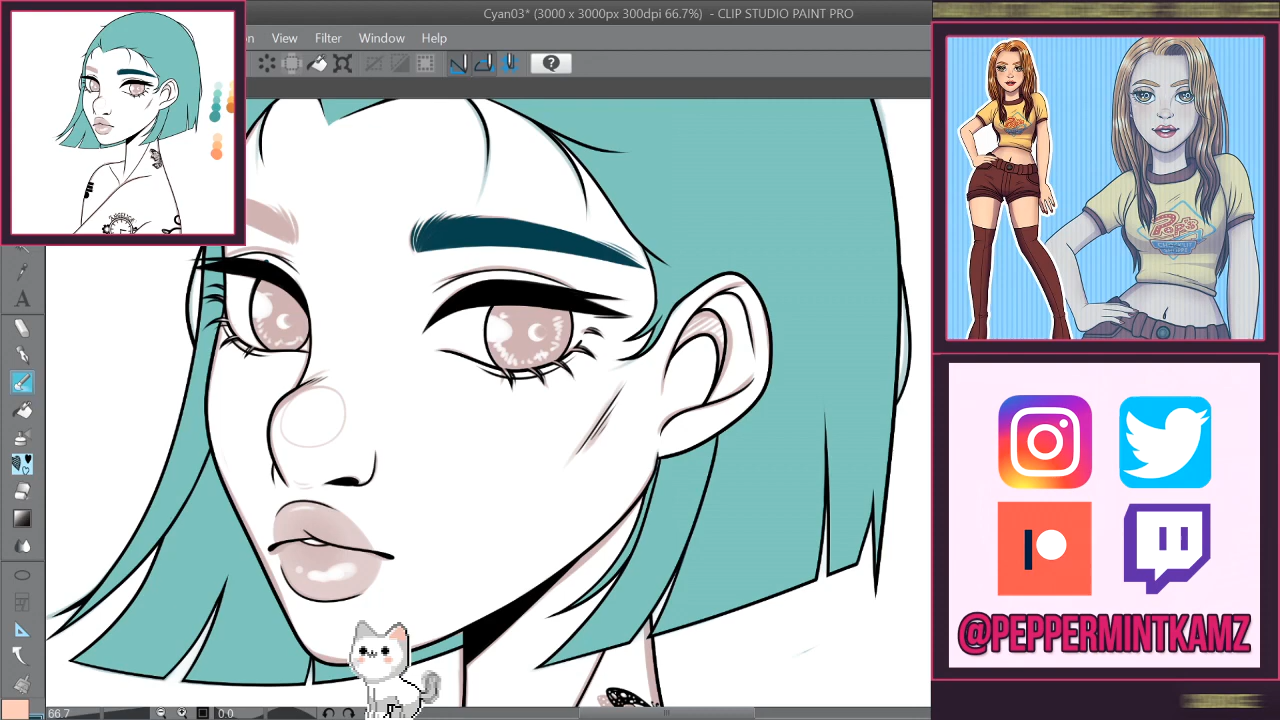 Cyan03* (3000 x 3000px 300dpi 66.7%) - CLIP STUDIO PAINT PRO
View Filter Window Help
Pop's
@PEPPERMINTKAMZ
66.7
0.0